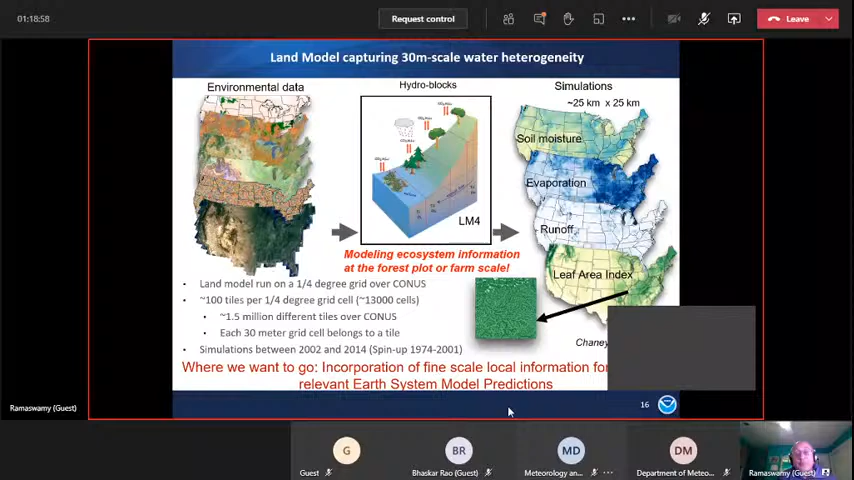 01:18:58
Request control
Leave
Land Model capturing 30m-scale water heterogeneity
Environmental data
Hydro-blocks
Simulations
~25 km x 25 km
Soil moisture
Evaporation
Runoff
Leaf Area Index
LM4
Modeling ecosystem information
at the forest plot or farm scale!
• Land model run on a 1/4 degree grid over CONUS
• ~100 tiles per 1/4 degree grid cell (~13000 cells)
• ~1.5 million different tiles over CONUS
• Each 30 meter grid cell belongs to a tile
• Simulations between 2002 and 2014 (Spin-up 1974-2001)
Chaney
Where we want to go: Incorporation of fine scale local information for
relevant Earth System Model Predictions
16
Ramaswamy (Guest)
G
BR
MD
DM
Guest
Bhaskar Rao (Guest)
Meteorology an...
Department of Meteo...
Ramaswamy (Guest)